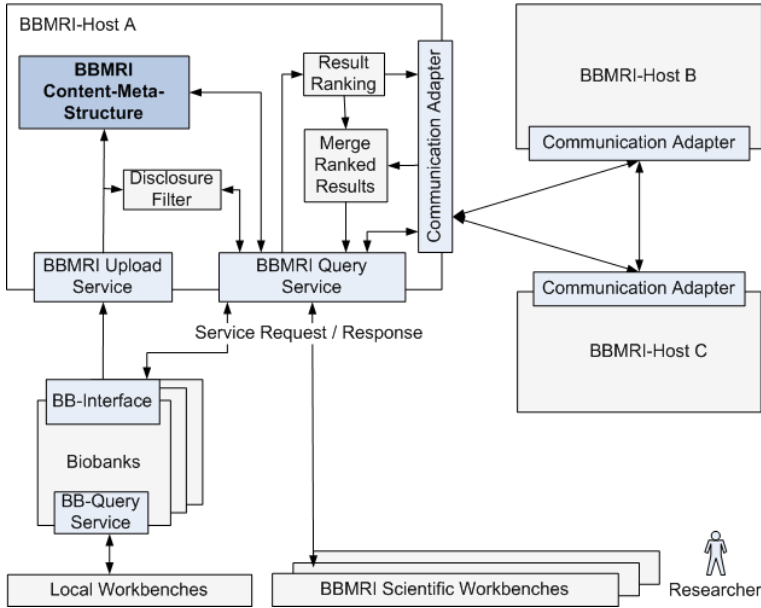 BBMRI-Host A
BBMRI
Content-Meta-
Structure
Result
Ranking
Merge
Ranked
Results
Communication Adapter
Disclosure
Filter
BBMRI Upload
Service
BBMRI Query
Service
BBMRI-Host B
Communication Adapter
Communication Adapter
BBMRI-Host C
Service Request / Response
BB-Interface
Biobanks
BB-Query
Service
Local Workbenches
BBMRI Scientific Workbenches
Researcher